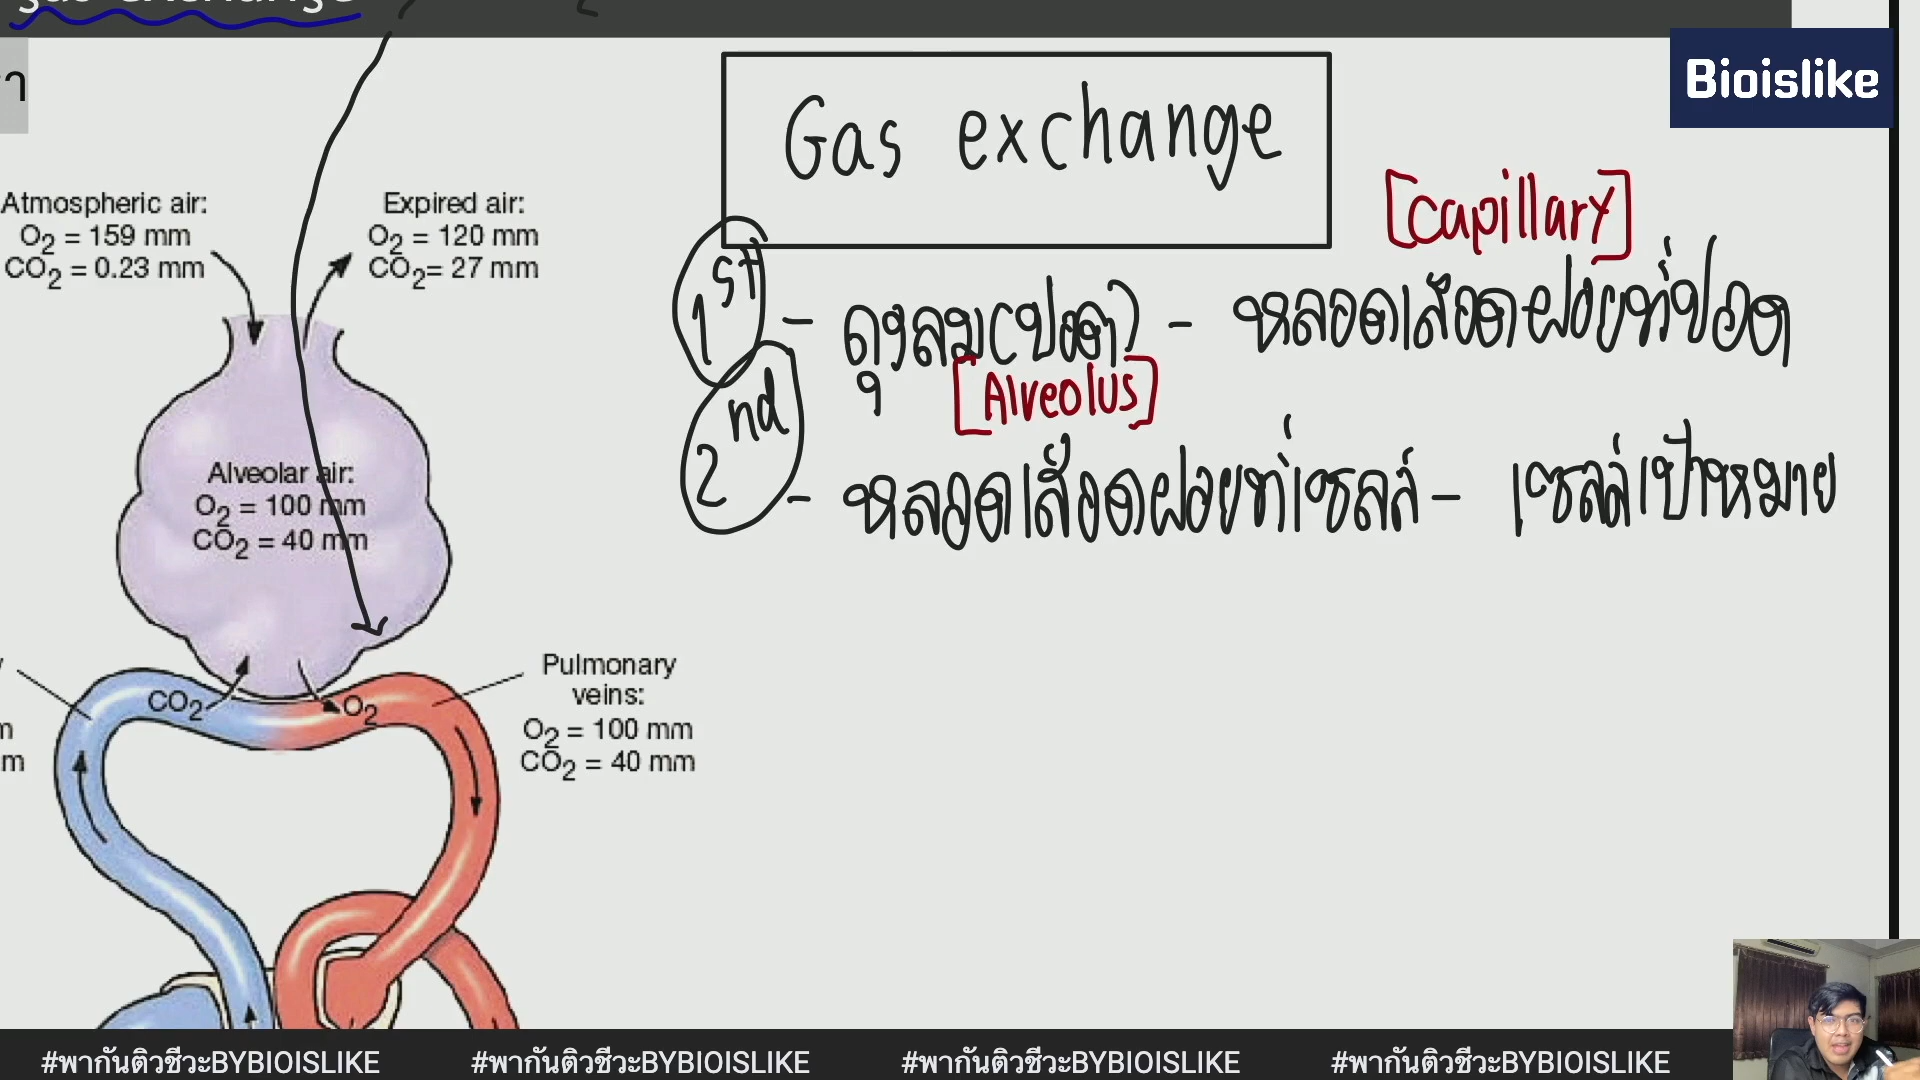 gas exchange
า
Bioislike
Gas exchange
[capillary]
Atmospheric air:
O2 = 159 mm
CO2 = 0.23 mm
Expired air:
O2 = 120 mm
CO2= 27 mm
1st - ถุงลม(ปอด) - หลอดเลือดฝอยที่ปอด
[Alveolus]
2nd - หลอดเลือดฝอยที่เซลล์ - เซลล์เป้าหมาย
Alveolar air:
O2 = 100 mm
CO2 = 40 mm
CO2
O2
Pulmonary
veins:
O2 = 100 mm
CO2 = 40 mm
m
m
#พากันติวชีวะBYBIOISLIKE #พากันติวชีวะBYBIOISLIKE #พากันติวชีวะBYBIOISLIKE #พากันติวชีวะBYBIOISLIKE